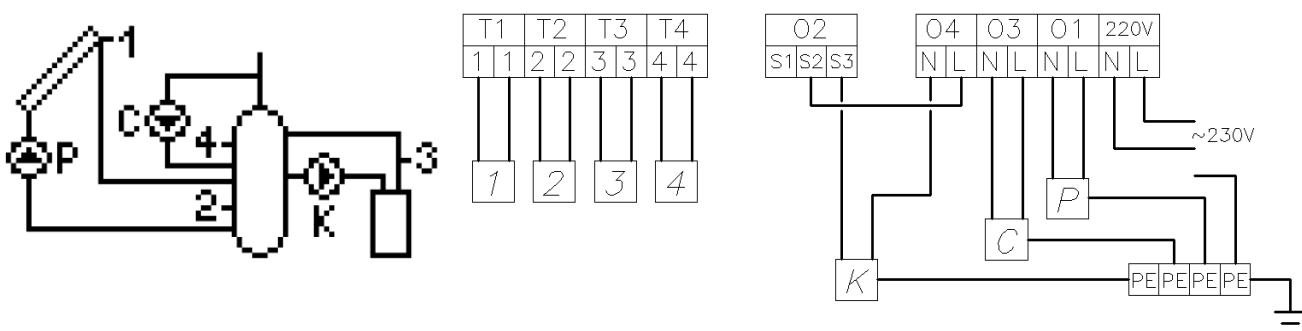 1
C
4
P
3
2
K
T1 T2 T3 T4
1 1 2 2 3 3 4 4
1 2 3 4
O2 O4 O3 O1 220V
S1 S2 S3 N L N L N L N L
~230V
P
C
K
PE PE PE PE